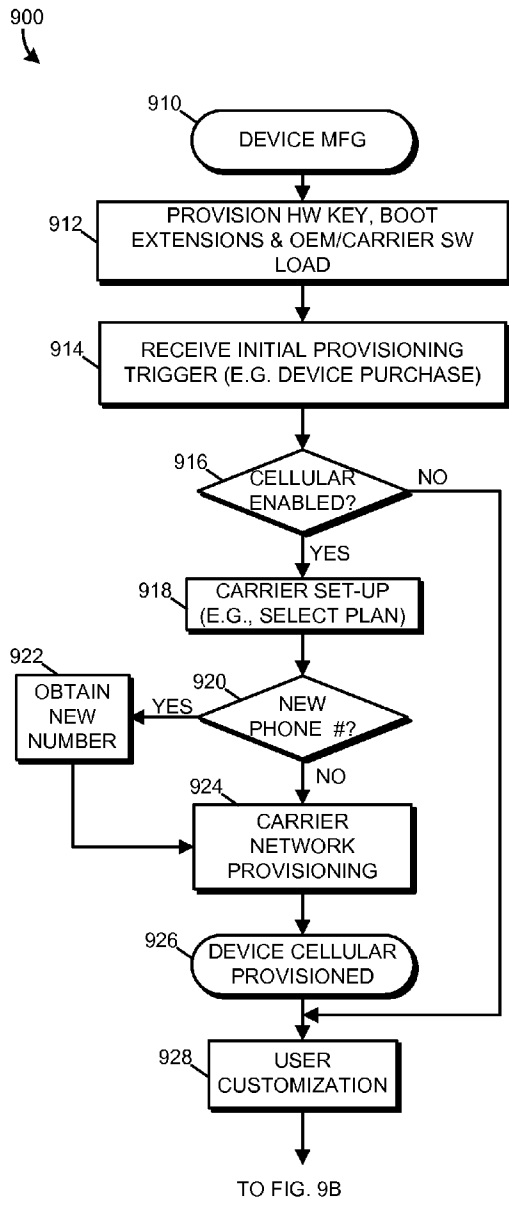 900
910
DEVICE MFG
912
PROVISION HW KEY, BOOT
EXTENSIONS & OEM/CARRIER SW
LOAD
914
RECEIVE INITIAL PROVISIONING
TRIGGER (E.G. DEVICE PURCHASE)
916
CELLULAR
ENABLED?
NO
YES
918
CARRIER SET-UP
(E.G., SELECT PLAN)
920
NEW
PHONE #?
YES
922
OBTAIN
NEW
NUMBER
NO
924
CARRIER
NETWORK
PROVISIONING
926
DEVICE CELLULAR
PROVISIONED
928
USER
CUSTOMIZATION
TO FIG. 9B